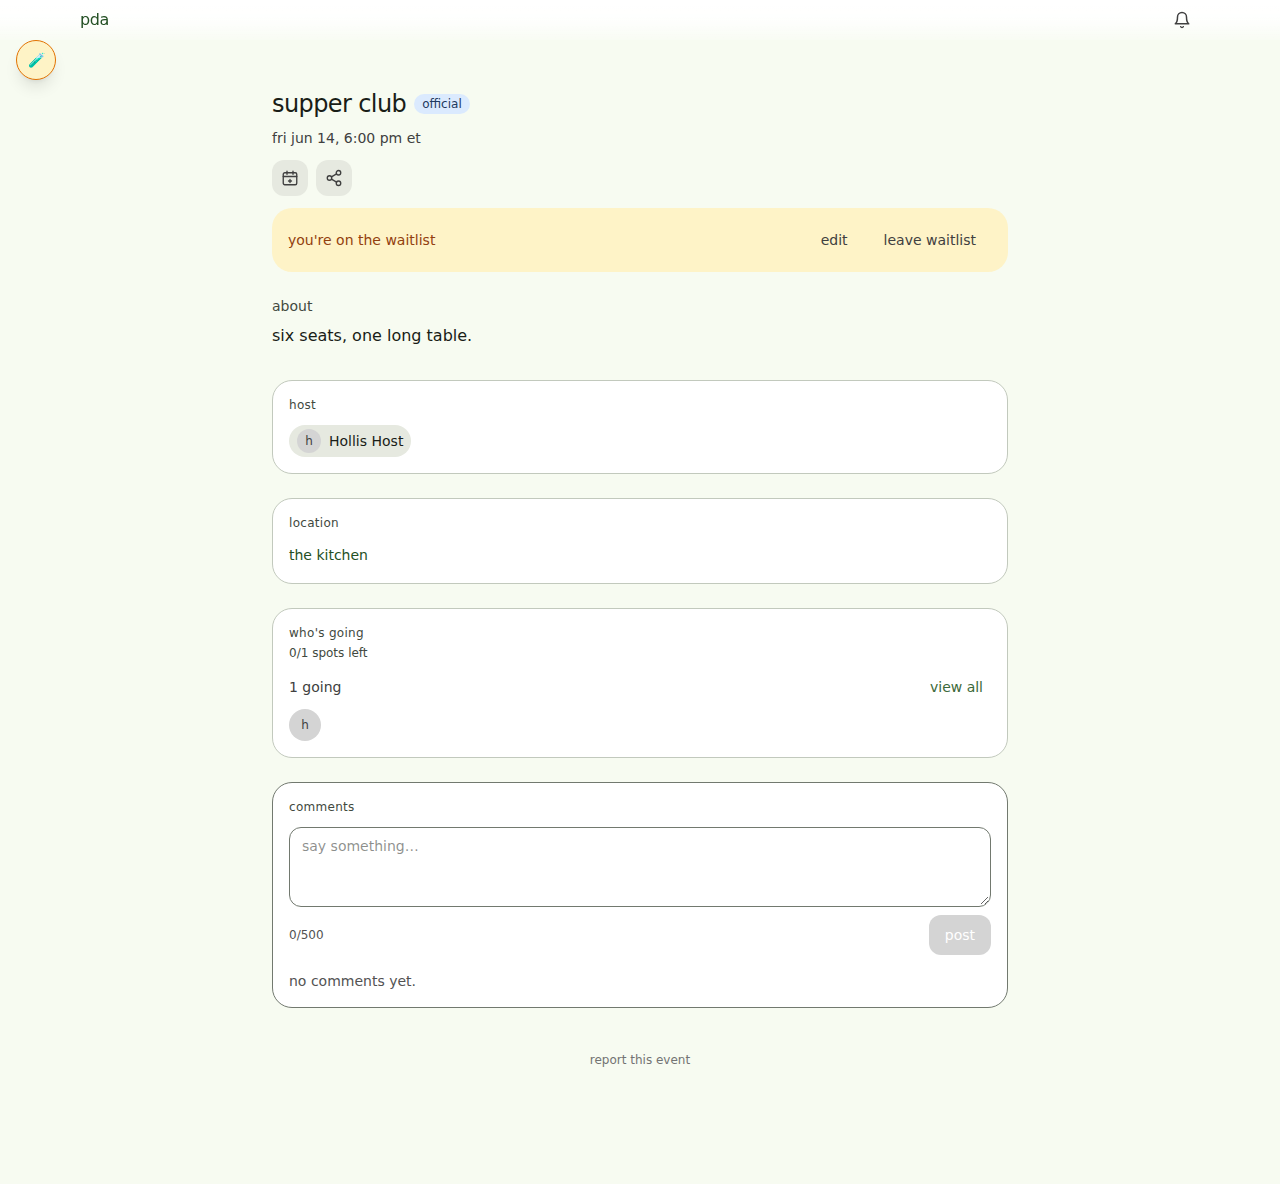 pda
supper club official
fri jun 14, 6:00 pm et
you're on the waitlist edit leave waitlist
about
six seats, one long table.
host
h Hollis Host
location
the kitchen
who's going
0/1 spots left
1 going view all
h
comments
say something...
0/500 post
no comments yet.
report this event